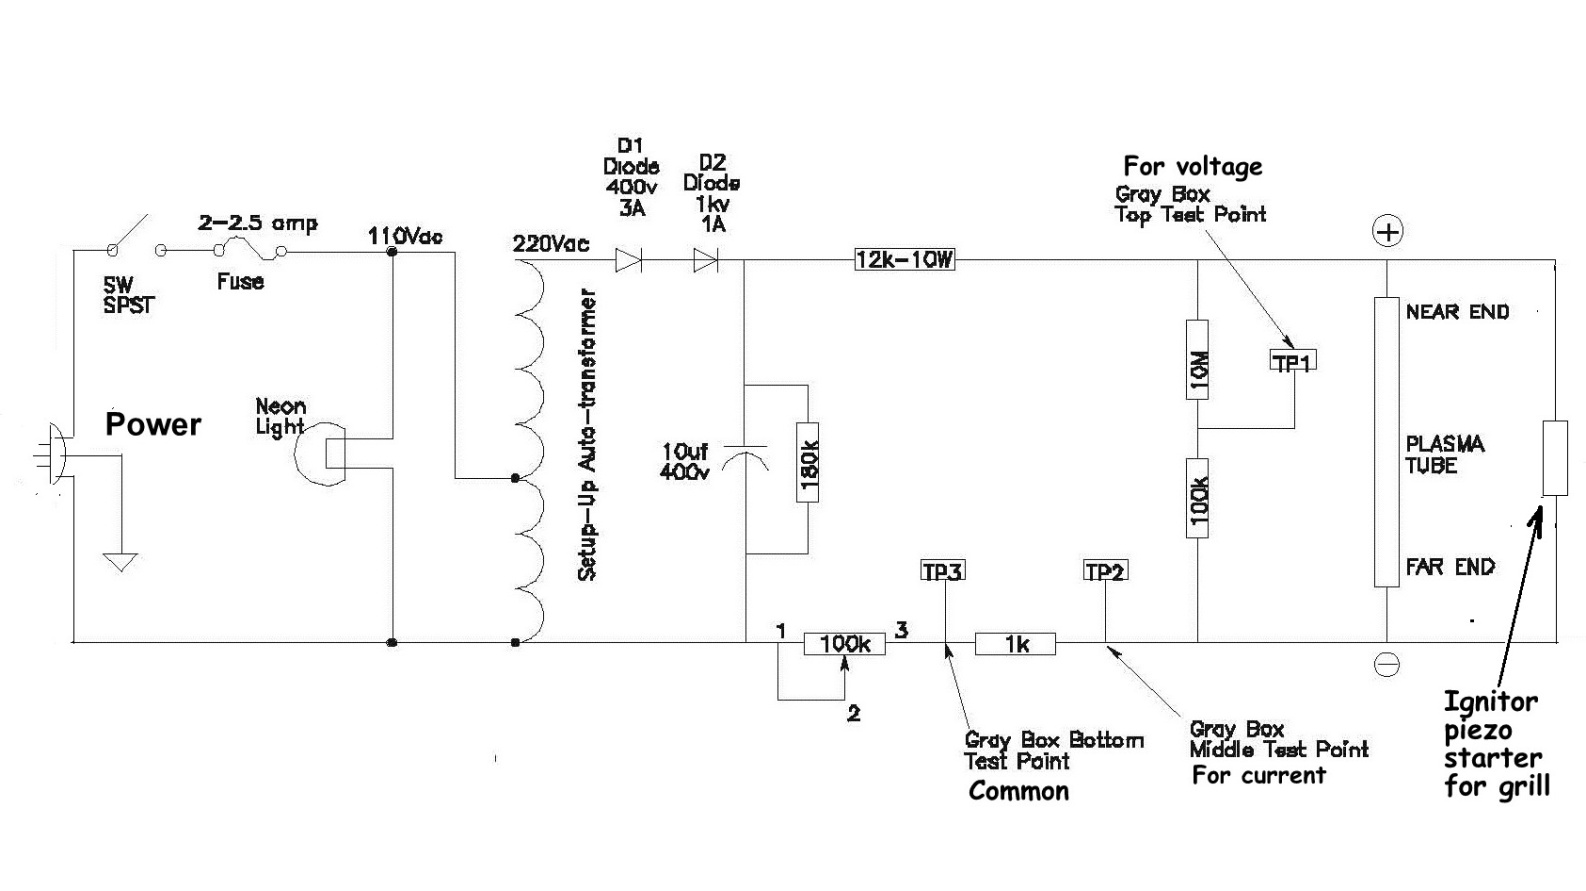 D1
Diode
400v
3A
D2
Diode
1kv
1A
For voltage
Gray Box
Top Test Point
2-2.5 amp
110Vac
220Vac
12k-10W
+
SW
SPST
Fuse
Setup-Up Auto-transformer
NEAR END
10M
TP1
Neon
Light
Power
10uf
400v
180k
100k
PLASMA
TUBE
TP3
TP2
FAR END
1
100k
3
1k
2
−
Gray Box Bottom
Test Point
Common
Gray Box
Middle Test Point
For current
Ignitor
piezo
starter
for grill